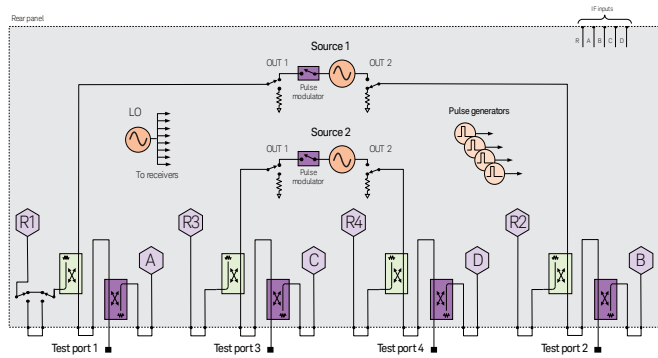 IF inputs
Rear panel
R A B C D
Source 1
OUT 1
OUT 2
Pulse
modulator
LO
To receivers
Source 2
OUT 1
OUT 2
Pulse
modulator
Pulse generators
R1
R3
R4
R2
A
C
D
B
Test port 1
Test port 3
Test port 4
Test port 2